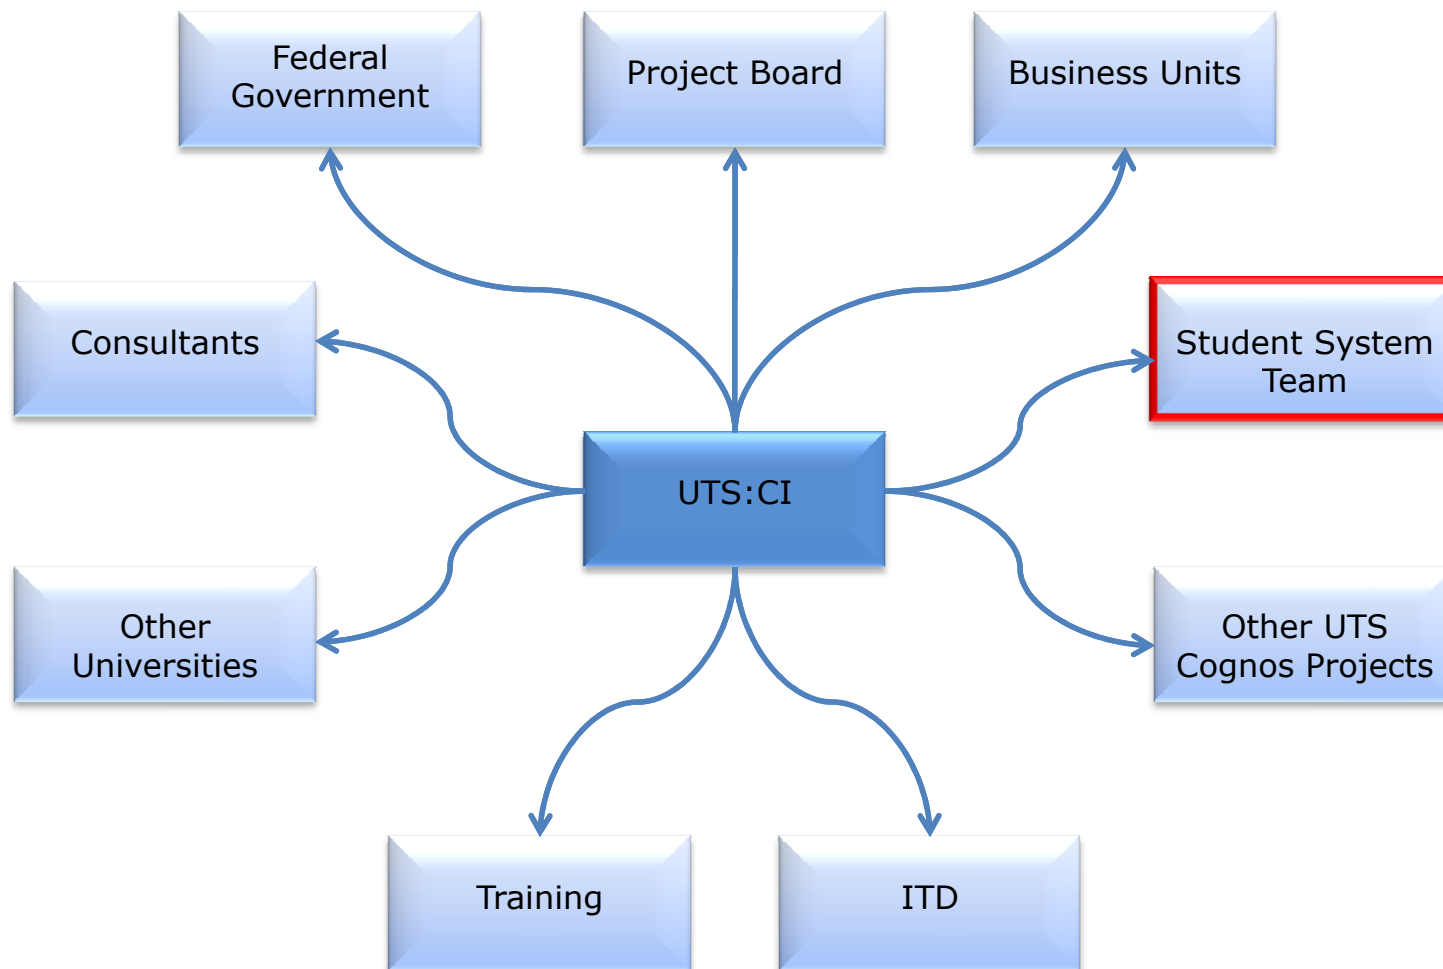 Federal
Government
Project Board
Business Units
Consultants
Student System
Team
UTS:CI
Other
Universities
Other UTS
Cognos Projects
Training
ITD